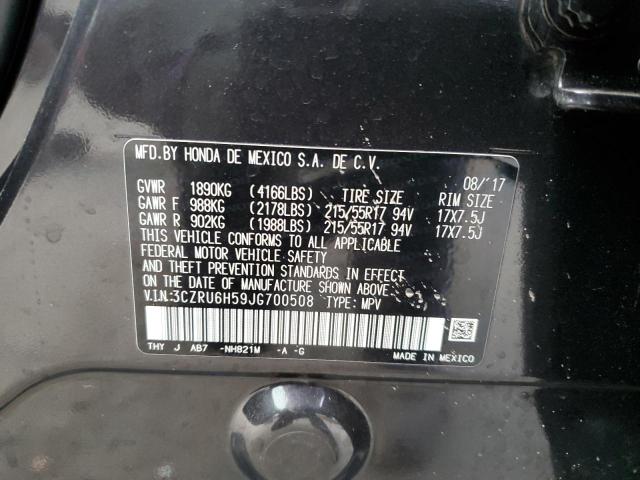 MFD.BY HONDA DE MEXICO S.A. DE C.V.
08/'17
GVWR 1890KG (4166LBS) TIRE SIZE RIM SIZE
GAWR F 988KG (2178LBS) 215/55R17 94V 17X7.5J
GAWR R 902KG (1988LBS) 215/55R17 94V 17X7.5J
THIS VEHICLE CONFORMS TO ALL APPLICABLE
FEDERAL MOTOR VEHICLE SAFETY STANDARDS IN EFFECT
ON THE DATE OF MANUFACTURE SHOWN ABOVE.
V.I.N.:3CZRU6H59JG700508 TYPE: MPV
THY J AB7 -NH821M -A -G
MADE IN MEXICO